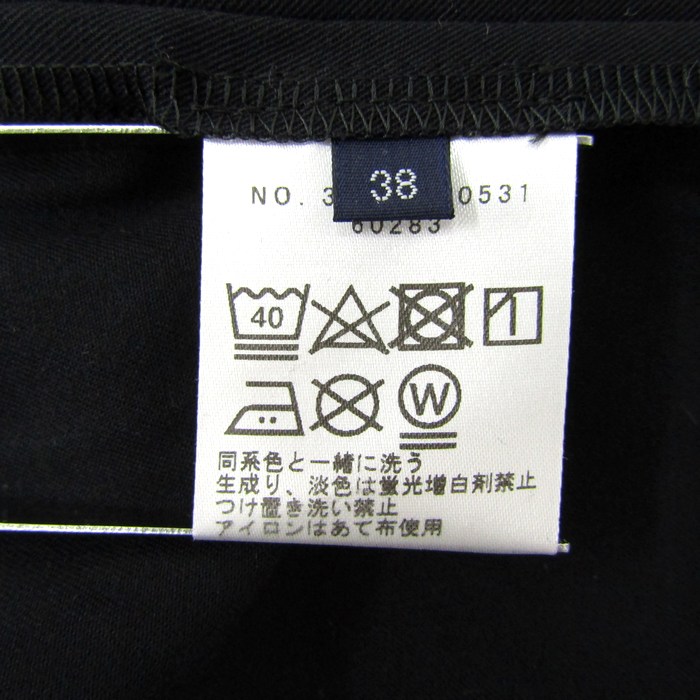 38
NO. 3 0531
60283
40
W
同系色と一緒に洗う
生成り、淡色は蛍光増白剤禁止
つけ置き洗い禁止
アイロンはあて布使用